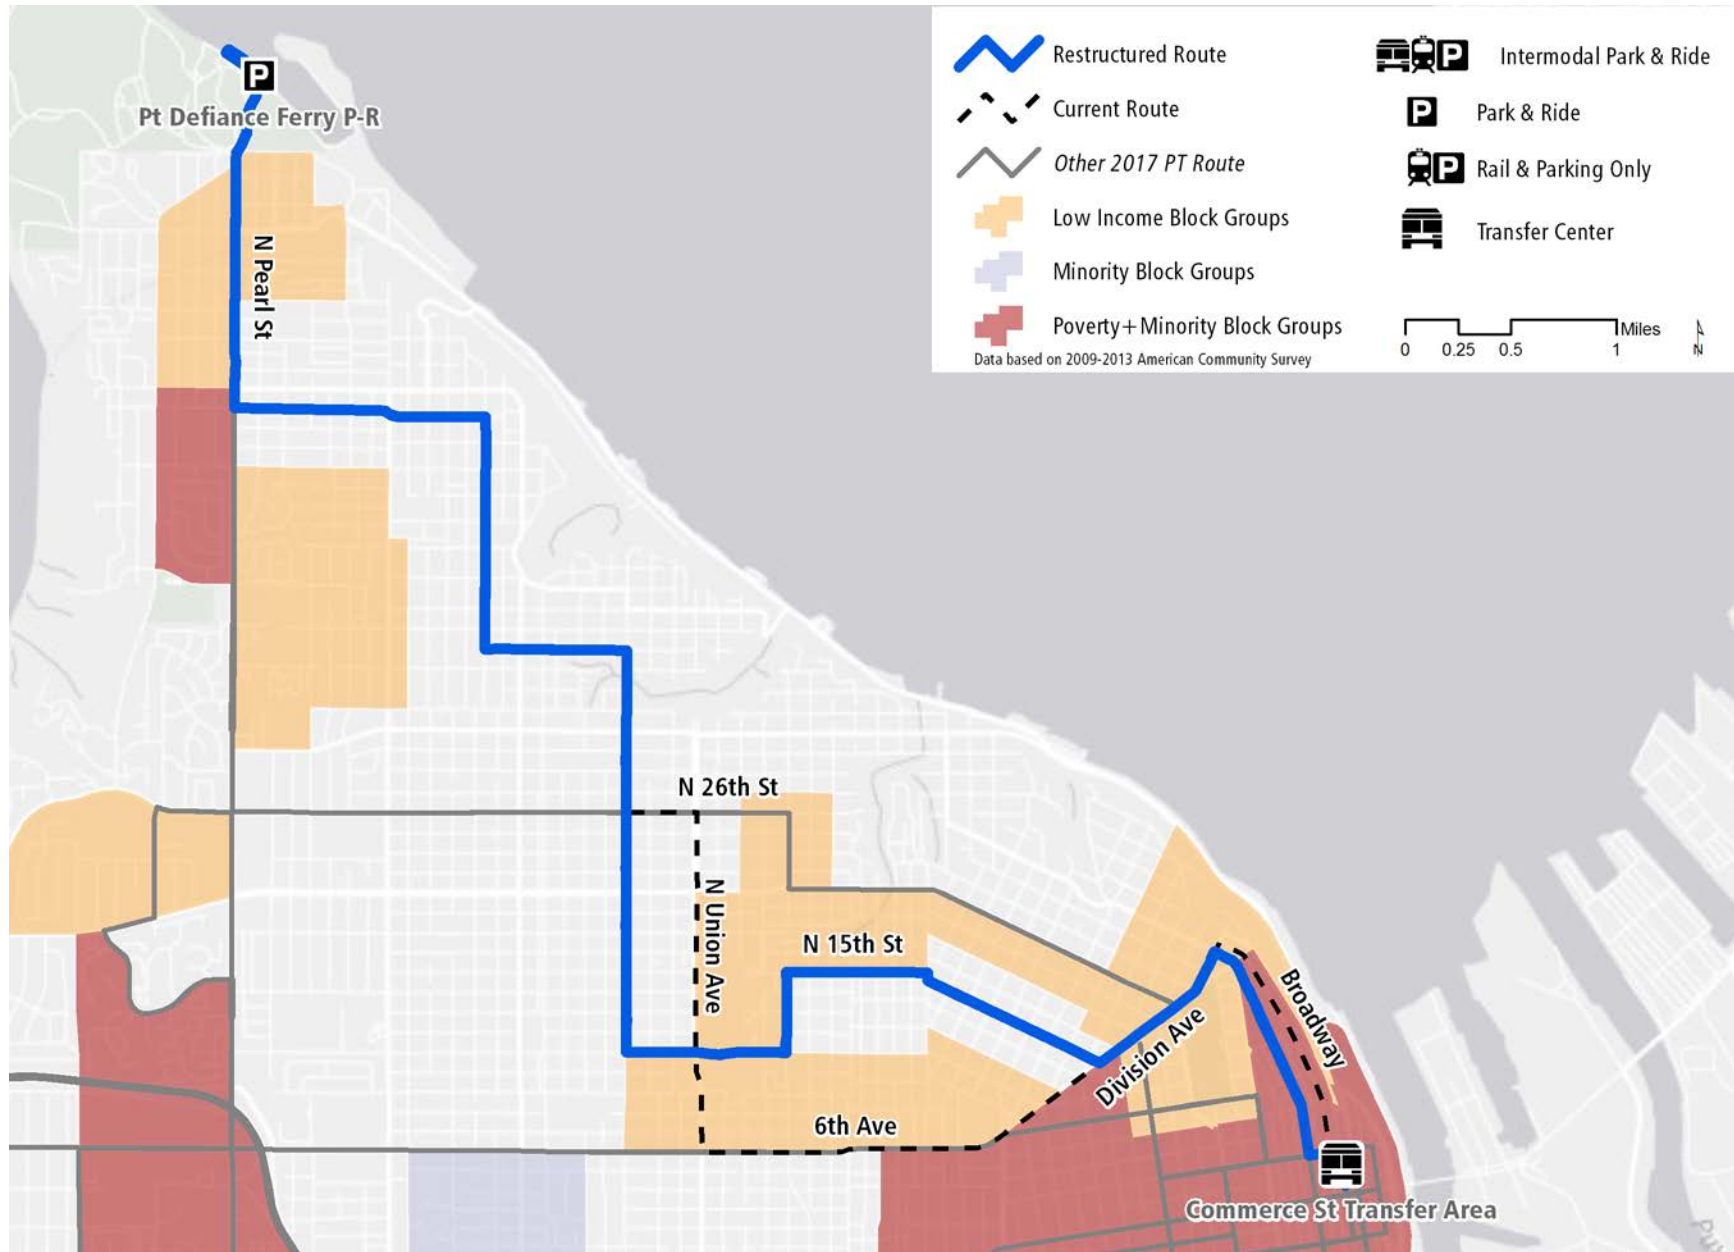 Restructured Route
Current Route
Other 2017 PT Route
Low Income Block Groups
Minority Block Groups
Poverty+Minority Block Groups
Data based on 2009-2013 American Community Survey
P
Intermodal Park & Ride
P
Park & Ride
P
Rail & Parking Only
Transfer Center
Miles
0 0.25 0.5 1
N
P
Pt Defiance Ferry P-R
N Pearl St
N 26th St
N Union Ave
N 15th St
Division Ave
Broadway
6th Ave
Commerce St Transfer Area